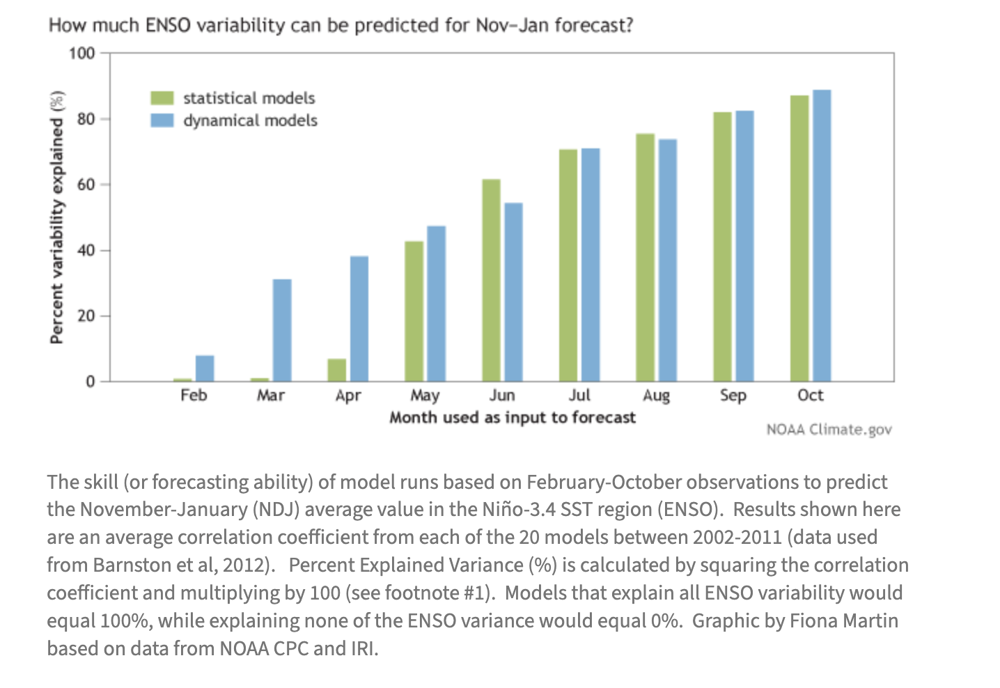 How much ENSO variability can be predicted for Nov–Jan forecast?
100
80
60
40
20
0
Percent variability explained (%)
statistical models
dynamical models
Feb Mar Apr May Jun Jul Aug Sep Oct
Month used as input to forecast
NOAA Climate.gov
The skill (or forecasting ability) of model runs based on February-October observations to predict
the November-January (NDJ) average value in the Niño-3.4 SST region (ENSO).  Results shown here
are an average correlation coefficient from each of the 20 models between 2002-2011 (data used
from Barnston et al, 2012).   Percent Explained Variance (%) is calculated by squaring the correlation
coefficient and multiplying by 100 (see footnote #1).  Models that explain all ENSO variability would
equal 100%, while explaining none of the ENSO variance would equal 0%.  Graphic by Fiona Martin
based on data from NOAA CPC and IRI.